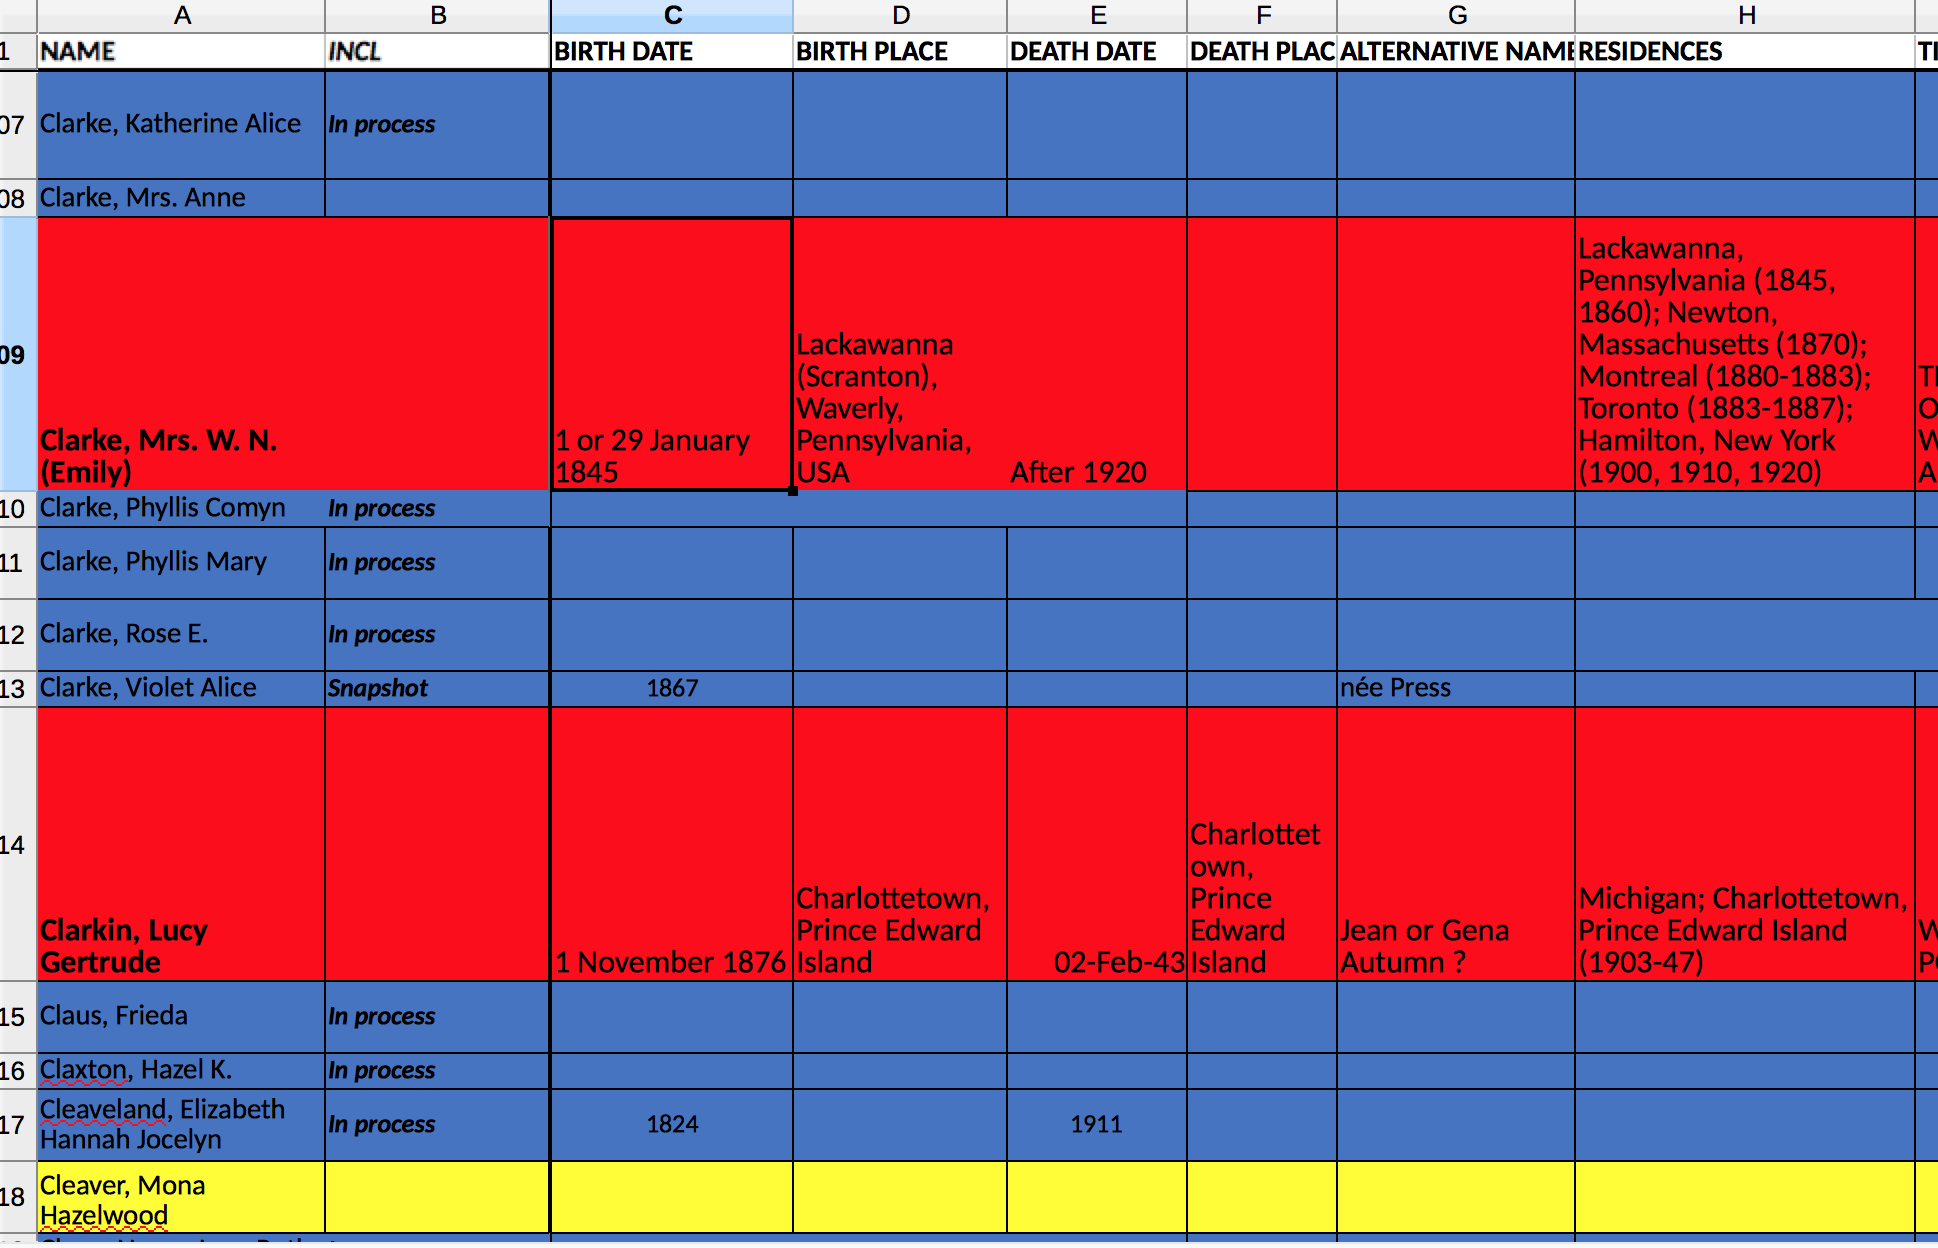 A B C D E F G H
1 NAME INCL BIRTH DATE BIRTH PLACE DEATH DATE DEATH PLAC ALTERNATIVE NAME RESIDENCES
07 Clarke, Katherine Alice In process
08 Clarke, Mrs. Anne
09
Clarke, Mrs. W. N.
(Emily)
1 or 29 January
1845
Lackawanna
(Scranton),
Waverly,
Pennsylvania,
USA
After 1920
Lackawanna,
Pennsylvania (1845,
1860); Newton,
Massachusetts (1870);
Montreal (1880-1883);
Toronto (1883-1887);
Hamilton, New York
(1900, 1910, 1920)
10 Clarke, Phyllis Comyn In process
11 Clarke, Phyllis Mary In process
12 Clarke, Rose E. In process
13 Clarke, Violet Alice Snapshot 1867 née Press
14
Clarkin, Lucy
Gertrude
1 November 1876
Charlottetown,
Prince Edward
Island
02-Feb-43
Charlottet
own,
Prince
Edward
Island
Jean or Gena
Autumn ?
Michigan; Charlottetown,
Prince Edward Island
(1903-47)
15 Claus, Frieda In process
16 Claxton, Hazel K. In process
17
Cleaveland, Elizabeth
Hannah Jocelyn
In process 1824 1911
18
Cleaver, Mona
Hazelwood